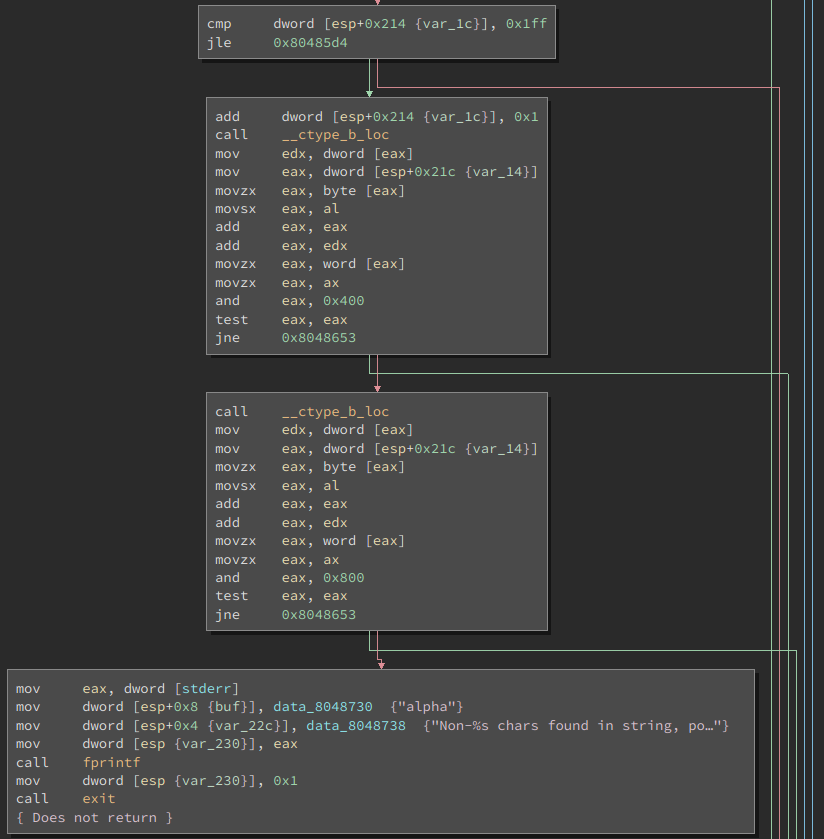 cmp dword [esp+0x214 {var_1c}], 0x1ff
jle 0x80485d4
add dword [esp+0x214 {var_1c}], 0x1
call __ctype_b_loc
mov edx, dword [eax]
mov eax, dword [esp+0x21c {var_14}]
movzx eax, byte [eax]
movsx eax, al
add eax, eax
add eax, edx
movzx eax, word [eax]
movzx eax, ax
and eax, 0x400
test eax, eax
jne 0x8048653
call __ctype_b_loc
mov edx, dword [eax]
mov eax, dword [esp+0x21c {var_14}]
movzx eax, byte [eax]
movsx eax, al
add eax, eax
add eax, edx
movzx eax, word [eax]
movzx eax, ax
and eax, 0x800
test eax, eax
jne 0x8048653
mov eax, dword [stderr]
mov dword [esp+0x8 {buf}], data_8048730 {"alpha"}
mov dword [esp+0x4 {var_22c}], data_8048738 {"Non-%s chars found in string, po…"}
mov dword [esp {var_230}], eax
call fprintf
mov dword [esp {var_230}], 0x1
call exit
{ Does not return }